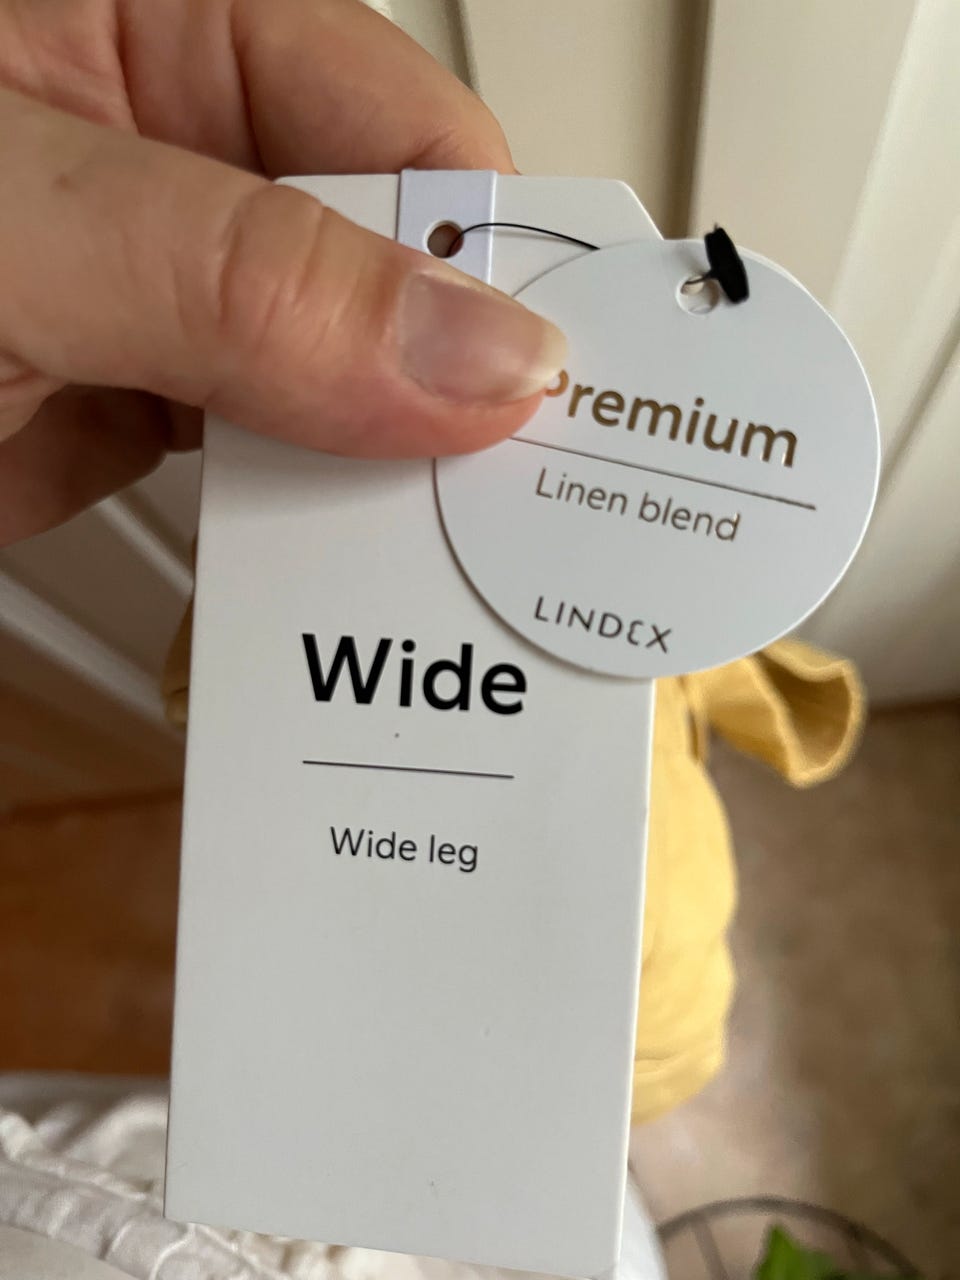 Premium
Linen blend
LINDEX
Wide
Wide leg